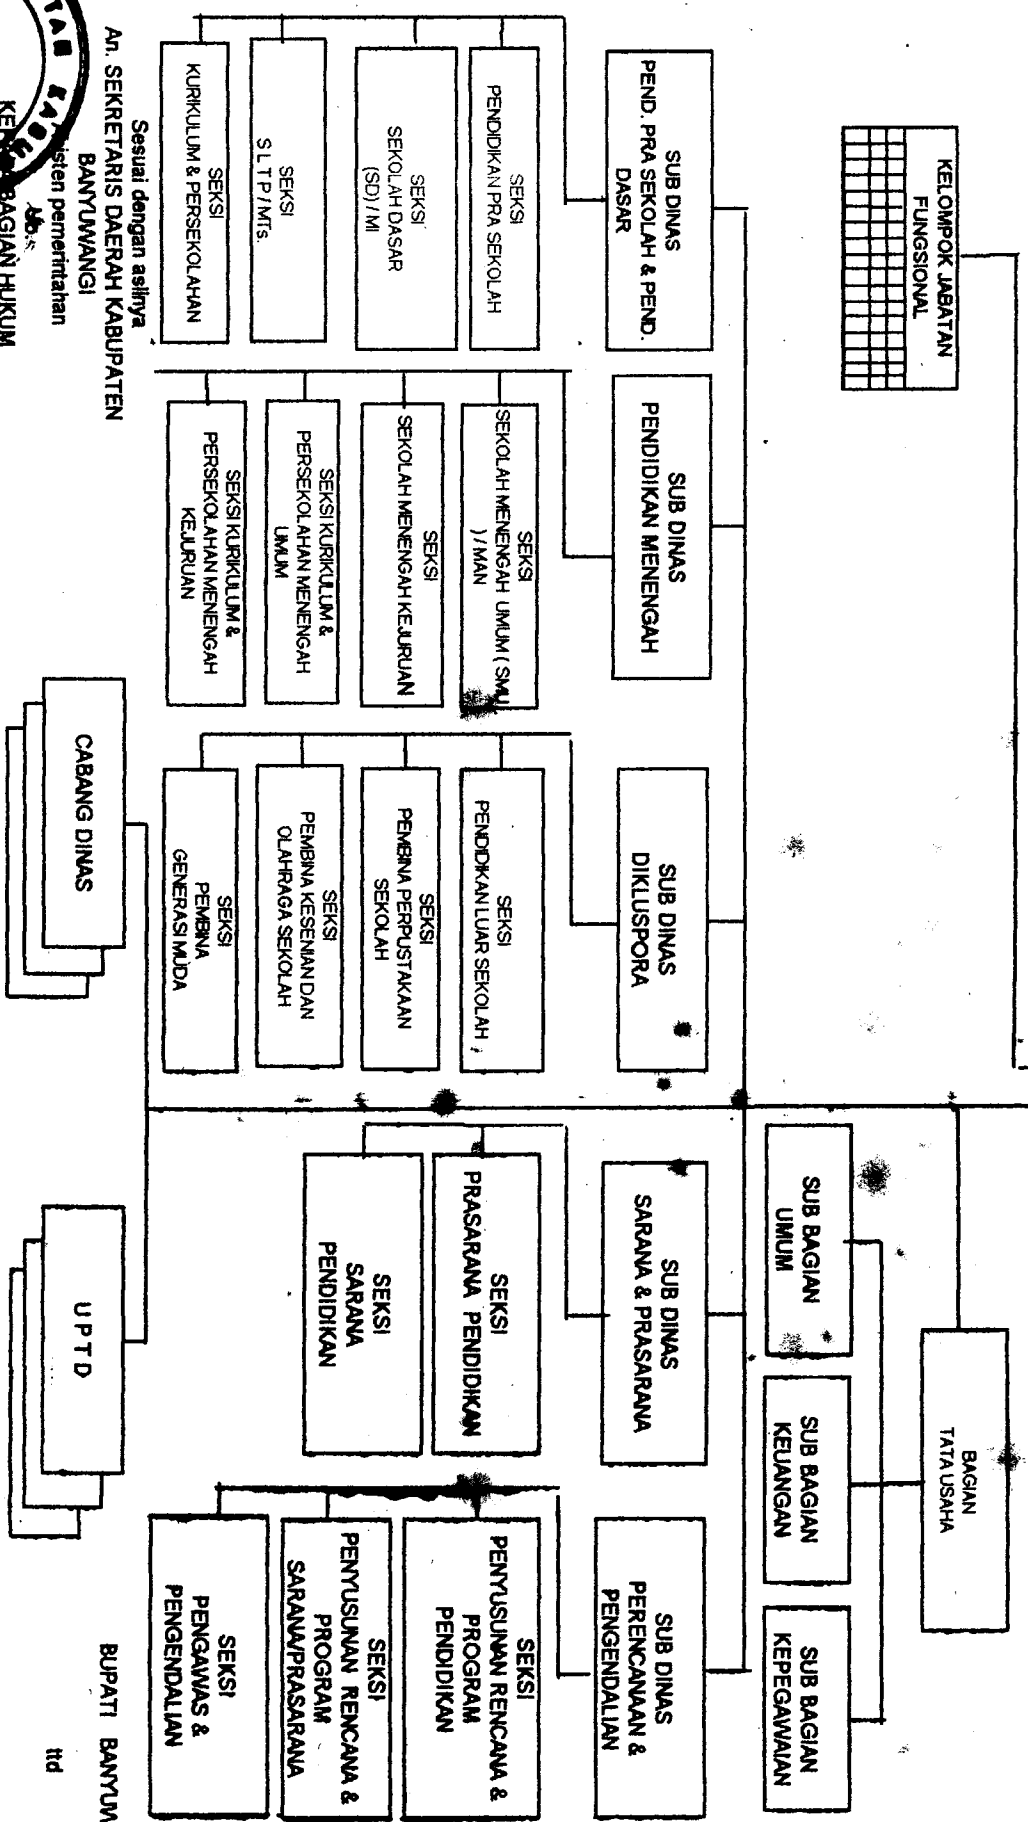 KELOMPOK JABATAN
FUNGSIONAL
BAGIAN
TATA USAHA
SUB BAGIAN
UMUM
SUB BAGIAN
KEUANGAN
SUB BAGIAN
KEPEGAWAIAN
SUB DINAS
PEND. PRA SEKOLAH & PEND.
DASAR
SUB DINAS
PENDIDIKAN MENENGAH
SUB DINAS
DIKLUSPORA
SUB DINAS
SARANA & PRASARANA
SUB DINAS
PERENCANAAN &
PENGENDALIAN
SEKSI
PENDIDIKAN PRA SEKOLAH
SEKSI
SEKOLAH DASAR
(SD) / MI
SEKSI
S L T P / MTs.
SEKSI
KURIKULUM & PERSEKOLAHAN
SEKSI
SEKOLAH MENENGAH UMUM ( SMU
) / MAN
SEKSI
SEKOLAH MENENGAH KEJURUAN
SEKSI KURIKULUM &
PERSEKOLAHAN MENENGAH
UMUM
SEKSI KURIKULUM &
PERSEKOLAHAN MENENGAH
KEJURUAN
SEKSI
PENDIDIKAN LUAR SEKOLAH
SEKSI
PEMBINA PERPUSTAKAAN
SEKOLAH
SEKSI
PEMBINA KESENIAN DAN
OLAHRAGA SEKOLAH
SEKSI
PEMBINA
GENERASI MUDA
SEKSI
PRASARANA PENDIDIKAN
SEKSI
SARANA
PENDIDIKAN
SEKSI
PENYUSUNAN RENCANA &
PROGRAM
PENDIDIKAN
SEKSI
PENYUSUNAN RENCANA &
PROGRAM
SARANA/PRASARANA
SEKSI
PENGAWAS &
PENGENDALIAN
CABANG DINAS
U P T D
Sesuai dengan aslinya
An. SEKRETARIS DAERAH KABUPATEN
BANYUWANGI
pemerintahan
BAGIAN HUKUM
BUPATI BANYUW
ttd